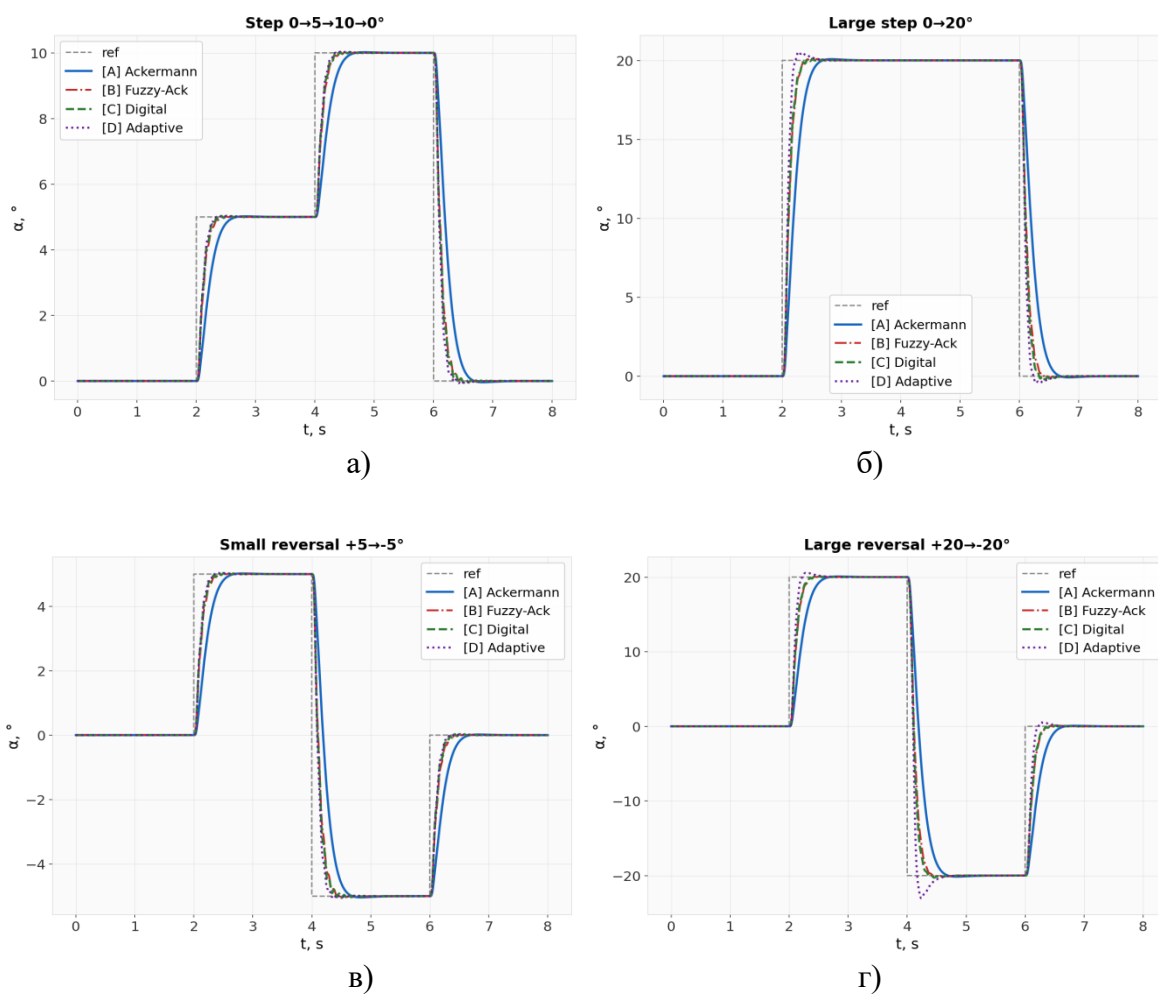 Step 0→5→10→0°
ref
[A] Ackermann
[B] Fuzzy-Ack
[C] Digital
[D] Adaptive
α, °
10
8
6
4
2
0
0 1 2 3 4 5 6 7 8
t, s
а)
Large step 0→20°
α, °
20
15
10
5
0
ref
[A] Ackermann
[B] Fuzzy-Ack
[C] Digital
[D] Adaptive
0 1 2 3 4 5 6 7 8
t, s
б)
Small reversal +5→-5°
ref
[A] Ackermann
[B] Fuzzy-Ack
[C] Digital
[D] Adaptive
α, °
4
2
0
−2
−4
0 1 2 3 4 5 6 7 8
t, s
в)
Large reversal +20→-20°
ref
[A] Ackermann
[B] Fuzzy-Ack
[C] Digital
[D] Adaptive
α, °
20
10
0
−10
−20
0 1 2 3 4 5 6 7 8
t, s
г)